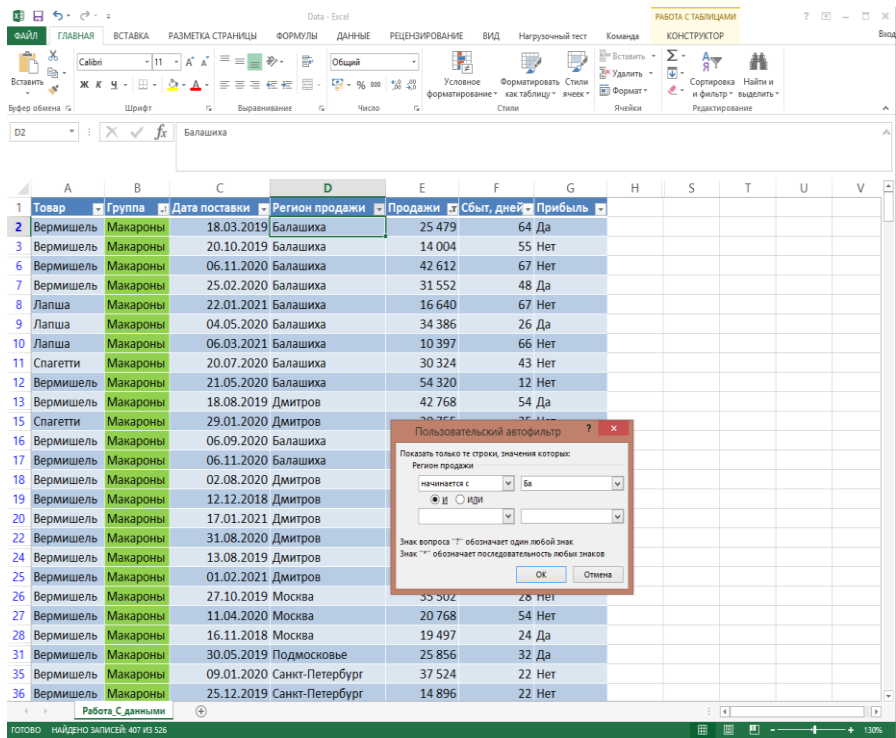 Data - Excel
РАБОТА С ТАБЛИЦАМИ
ФАЙЛ ГЛАВНАЯ ВСТАВКА РАЗМЕТКА СТРАНИЦЫ ФОРМУЛЫ ДАННЫЕ РЕЦЕНЗИРОВАНИЕ ВИД Нагрузочный тест Команда КОНСТРУКТОР Вход
Вставить
Calibri 11
Ж К Ч
Общий
% 000
Условное форматирование
Форматировать как таблицу
Стили ячеек
Вставить
Удалить
Формат
Сортировка и фильтр
Найти и выделить
Буфер обмена Шрифт Выравнивание Число Стили Ячейки Редактирование
D2 fx Балашиха
A B C D E F G H S T U V
1 Товар Группа Дата поставки Регион продажи Продажи Сбыт, дней Прибыль
2 Вермишель Макароны 18.03.2019 Балашиха 25 479 64 Да
3 Вермишель Макароны 20.10.2019 Балашиха 14 004 55 Нет
6 Вермишель Макароны 06.11.2020 Балашиха 42 612 67 Нет
7 Вермишель Макароны 25.02.2020 Балашиха 31 552 48 Да
8 Лапша Макароны 22.01.2021 Балашиха 16 640 67 Нет
9 Лапша Макароны 04.05.2020 Балашиха 34 386 26 Да
10 Лапша Макароны 06.03.2021 Балашиха 10 397 66 Нет
11 Спагетти Макароны 20.07.2020 Балашиха 30 324 43 Нет
12 Вермишель Макароны 21.05.2020 Балашиха 54 320 12 Нет
13 Вермишель Макароны 18.08.2019 Дмитров 42 768 54 Да
15 Спагетти Макароны 29.01.2020 Дмитров
16 Вермишель Макароны 06.09.2020 Балашиха
17 Вермишель Макароны 06.11.2020 Балашиха
18 Вермишель Макароны 02.08.2020 Дмитров
19 Вермишель Макароны 12.12.2018 Дмитров
20 Вермишель Макароны 17.01.2021 Дмитров
22 Вермишель Макароны 31.08.2020 Дмитров
24 Вермишель Макароны 13.08.2019 Дмитров
25 Вермишель Макароны 01.02.2021 Дмитров
26 Вермишель Макароны 27.10.2019 Москва 35 502 28 Нет
27 Вермишель Макароны 11.04.2020 Москва 20 768 54 Нет
28 Вермишель Макароны 16.11.2018 Москва 19 497 24 Да
31 Вермишель Макароны 30.05.2019 Подмосковье 25 856 32 Да
35 Вермишель Макароны 09.01.2020 Санкт-Петербург 37 524 22 Нет
36 Вермишель Макароны 25.12.2019 Санкт-Петербург 14 896 22 Нет
Пользовательский автофильтр ? ×
Показать только те строки, значения которых:
Регион продажи
начинается с Ба
И ИЛИ
Знак вопроса "?" обозначает один любой знак
Знак "*" обозначает последовательность любых знаков
ОК Отмена
Работа_С_данными
ГОТОВО НАЙДЕНО ЗАПИСЕЙ: 407 ИЗ 526 130%